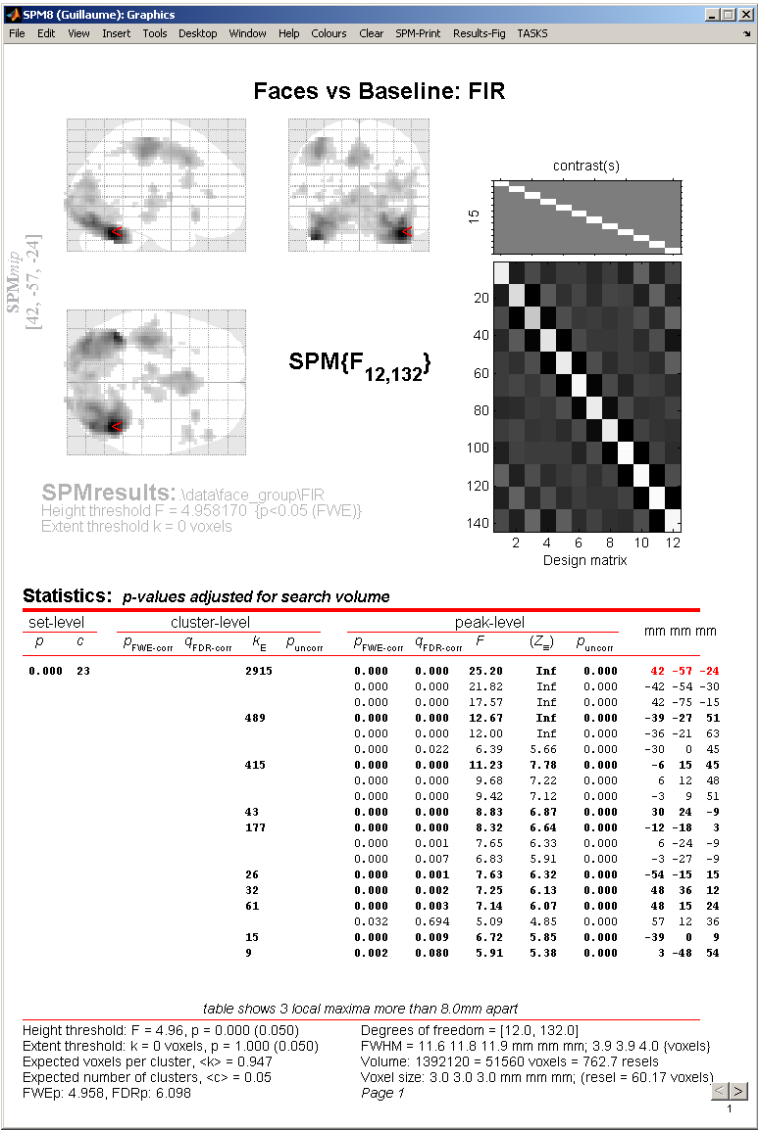 SPM8 (Guillaume): Graphics
File Edit View Insert Tools Desktop Window Help Colours Clear SPM-Print Results-Fig TASKS
Faces vs Baseline: FIR
SPMmip
[42, -57, -24]
<
<
<
SPM{F12,132}
contrast(s)
15
20
40
60
80
100
120
140
2 4 6 8 10 12
Design matrix
SPMresults: .\data\face_group\FIR
Height threshold F = 4.958170 {p<0.05 (FWE)}
Extent threshold k = 0 voxels
Statistics: p-values adjusted for search volume
set-level cluster-level peak-level mm mm mm
p c pFWE-corr qFDR-corr kE puncorr pFWE-corr qFDR-corr F (Z≡) puncorr
0.000 23 2915 0.000 0.000 25.20 Inf 0.000 42 -57 -24
0.000 0.000 21.82 Inf 0.000 -42 -54 -30
0.000 0.000 17.57 Inf 0.000 42 -75 -15
489 0.000 0.000 12.67 Inf 0.000 -39 -27 51
0.000 0.000 12.00 Inf 0.000 -36 -21 63
0.000 0.022 6.39 5.66 0.000 -30 0 45
415 0.000 0.000 11.23 7.78 0.000 -6 15 45
0.000 0.000 9.68 7.22 0.000 6 12 48
0.000 0.000 9.42 7.12 0.000 -3 9 51
43 0.000 0.000 8.83 6.87 0.000 30 24 -9
177 0.000 0.000 8.32 6.64 0.000 -12 -18 3
0.000 0.001 7.65 6.33 0.000 6 -24 -9
0.000 0.007 6.83 5.91 0.000 -3 -27 -9
26 0.000 0.001 7.63 6.32 0.000 -54 -15 15
32 0.000 0.002 7.25 6.13 0.000 48 36 12
61 0.000 0.003 7.14 6.07 0.000 48 15 24
0.032 0.694 5.09 4.85 0.000 57 12 36
15 0.000 0.009 6.72 5.85 0.000 -39 0 9
9 0.002 0.080 5.91 5.38 0.000 3 -48 54
table shows 3 local maxima more than 8.0mm apart
Height threshold: F = 4.96, p = 0.000 (0.050)
Extent threshold: k = 0 voxels, p = 1.000 (0.050)
Expected voxels per cluster, <k> = 0.947
Expected number of clusters, <c> = 0.05
FWEp: 4.958, FDRp: 6.098
Degrees of freedom = [12.0, 132.0]
FWHM = 11.6 11.8 11.9 mm mm mm; 3.9 3.9 4.0 {voxels}
Volume: 1392120 = 51560 voxels = 762.7 resels
Voxel size: 3.0 3.0 3.0 mm mm mm; (resel = 60.17 voxels)
Page 1
< >
1